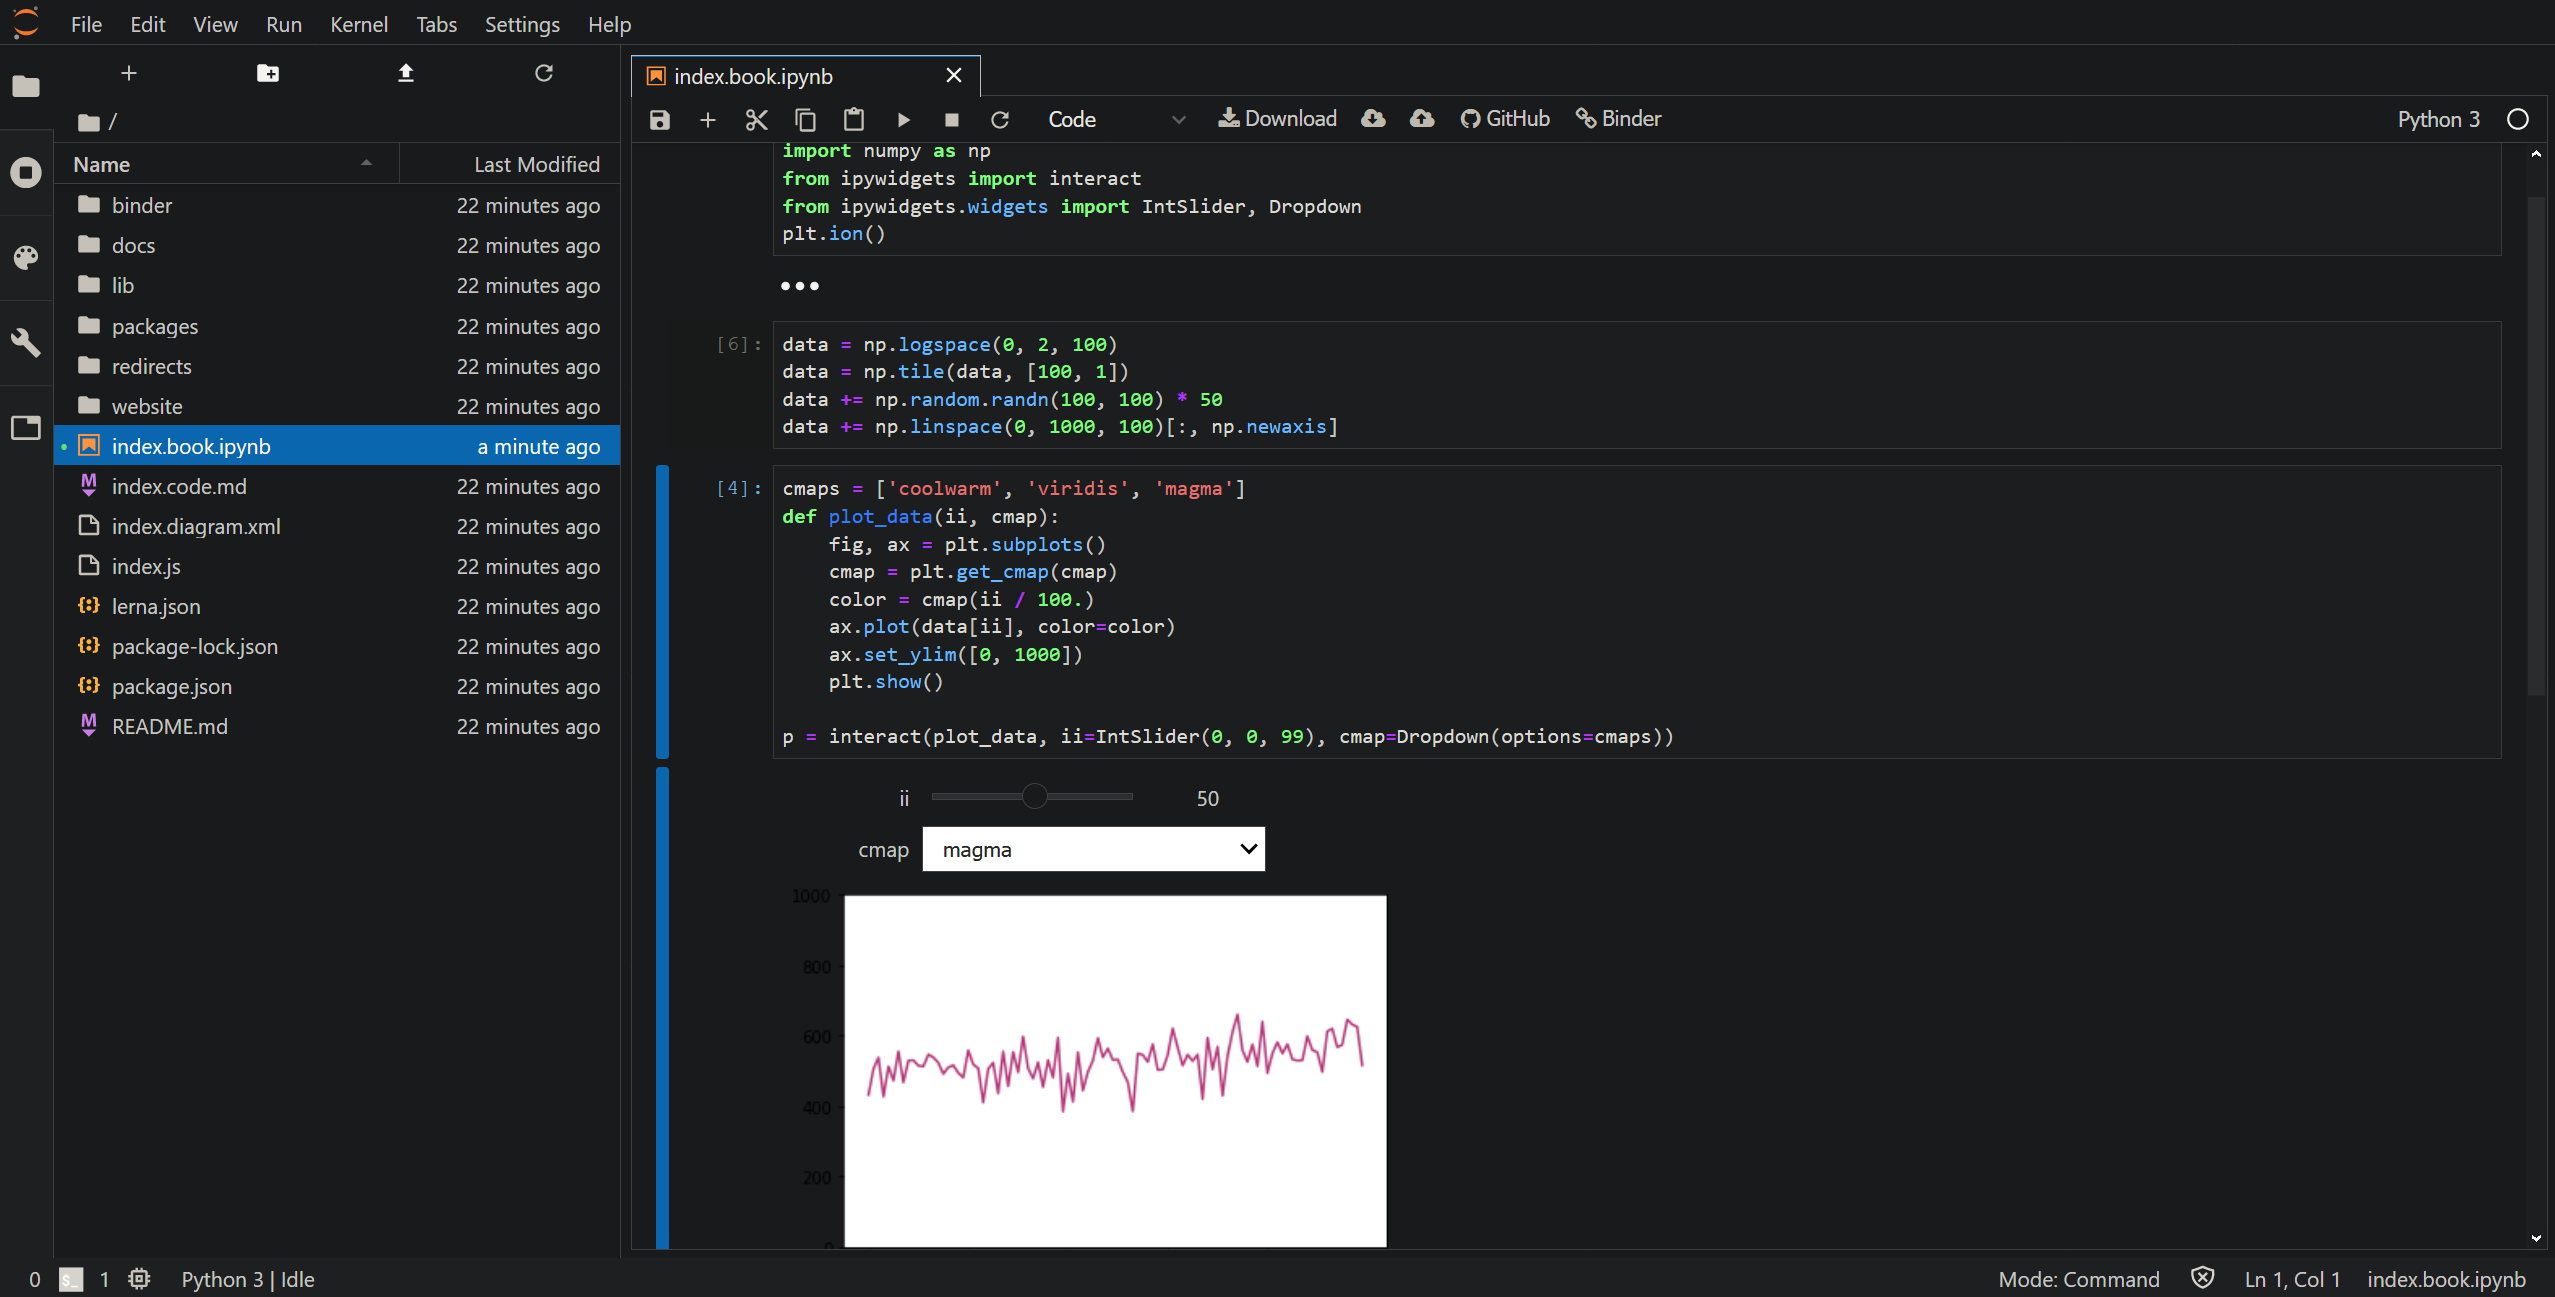 File Edit View Run Kernel Tabs Settings Help
/
Name Last Modified
binder 22 minutes ago
docs 22 minutes ago
lib 22 minutes ago
packages 22 minutes ago
redirects 22 minutes ago
website 22 minutes ago
index.book.ipynb a minute ago
index.code.md 22 minutes ago
index.diagram.xml 22 minutes ago
index.js 22 minutes ago
lerna.json 22 minutes ago
package-lock.json 22 minutes ago
package.json 22 minutes ago
README.md 22 minutes ago
index.book.ipynb
Code Download GitHub Binder Python 3
import numpy as np
from ipywidgets import interact
from ipywidgets.widgets import IntSlider, Dropdown
plt.ion()
[6]: data = np.logspace(0, 2, 100)
data = np.tile(data, [100, 1])
data += np.random.randn(100, 100) * 50
data += np.linspace(0, 1000, 100)[:, np.newaxis]
[4]: cmaps = ['coolwarm', 'viridis', 'magma']
def plot_data(ii, cmap):
    fig, ax = plt.subplots()
    cmap = plt.get_cmap(cmap)
    color = cmap(ii / 100.)
    ax.plot(data[ii], color=color)
    ax.set_ylim([0, 1000])
    plt.show()
p = interact(plot_data, ii=IntSlider(0, 0, 99), cmap=Dropdown(options=cmaps))
ii 50
cmap magma
1000
800
600
400
200
0 $_ 1 Python 3 | Idle Mode: Command Ln 1, Col 1 index.book.ipynb